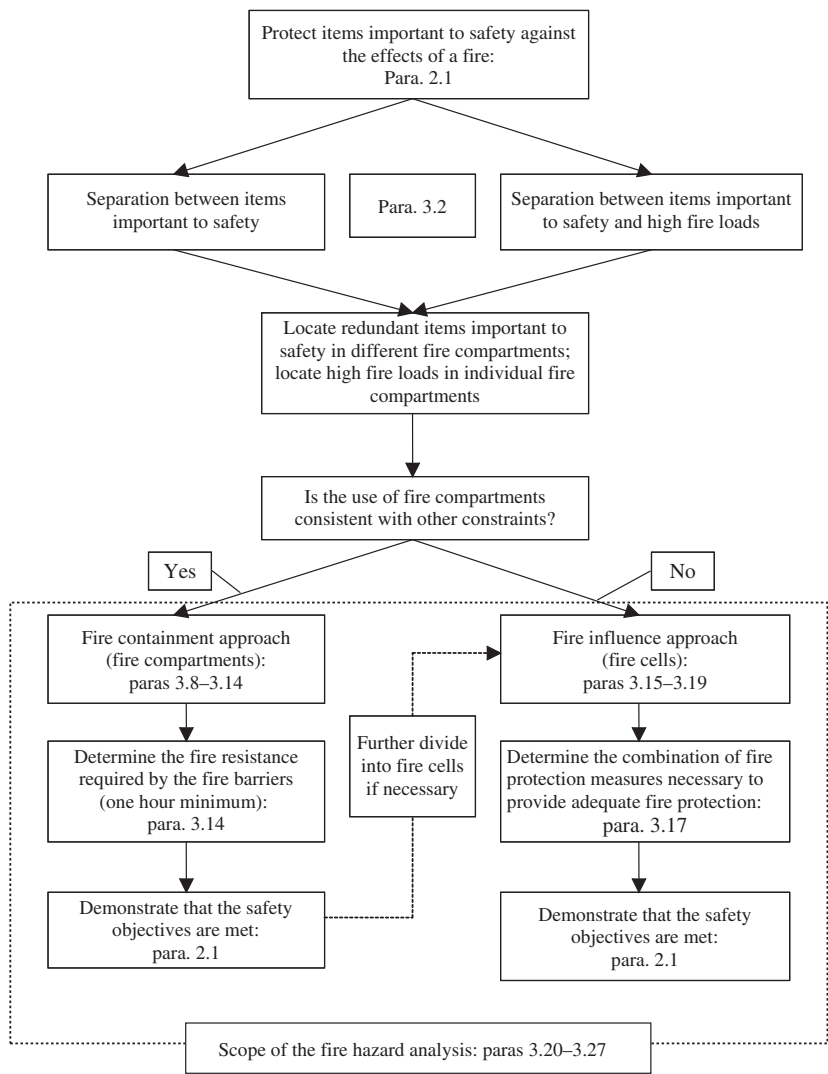 Protect items important to safety against
the effects of a fire:
Para. 2.1
Separation between items
important to safety
Para. 3.2
Separation between items important
to safety and high fire loads
Locate redundant items important to
safety in different fire compartments;
locate high fire loads in individual fire
compartments
Is the use of fire compartments
consistent with other constraints?
Yes
No
Fire containment approach
(fire compartments):
paras 3.8–3.14
Fire influence approach
(fire cells):
paras 3.15–3.19
Determine the fire resistance
required by the fire barriers
(one hour minimum):
para. 3.14
Further divide
into fire cells
if necessary
Determine the combination of fire
protection measures necessary to
provide adequate fire protection:
para. 3.17
Demonstrate that the safety
objectives are met:
para. 2.1
Demonstrate that the safety
objectives are met:
para. 2.1
Scope of the fire hazard analysis: paras 3.20–3.27